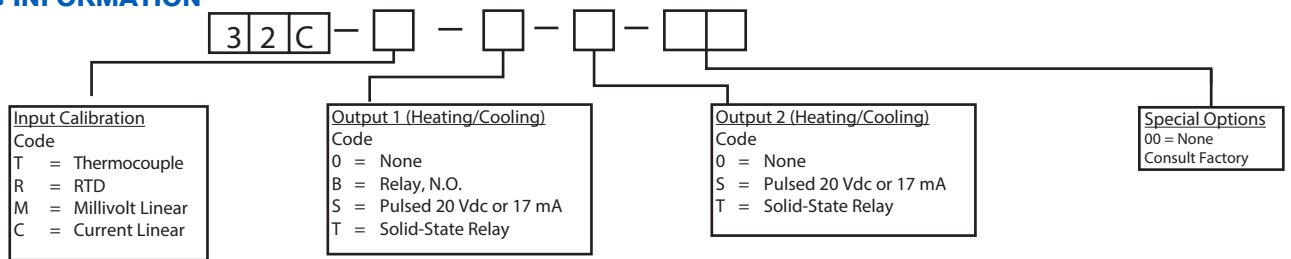 INFORMATION
3 2 C – – – –
Input Calibration
Code
T = Thermocouple
R = RTD
M = Millivolt Linear
C = Current Linear
Output 1 (Heating/Cooling)
Code
0 = None
B = Relay, N.O.
S = Pulsed 20 Vdc or 17 mA
T = Solid-State Relay
Output 2 (Heating/Cooling)
Code
0 = None
S = Pulsed 20 Vdc or 17 mA
T = Solid-State Relay
Special Options
00 = None
Consult Factory